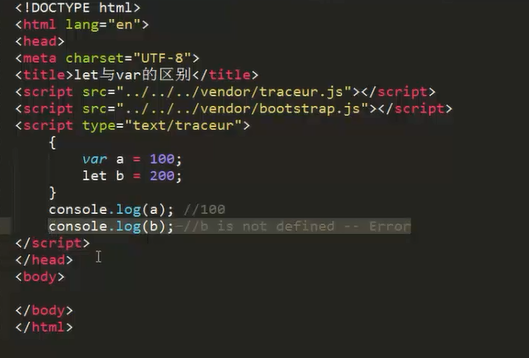 <!DOCTYPE html>
<html lang="en">
<head>
<meta charset="UTF-8">
<title>let与var的区别</title>
<script src="../../../vendor/traceur.js"></script>
<script src="../../../vendor/bootstrap.js"></script>
<script type="text/traceur">
{
var a = 100;
let b = 200;
}
console.log(a); //100
console.log(b); //b is not defined -- Error
</script>
</head>
<body>
</body>
</html>